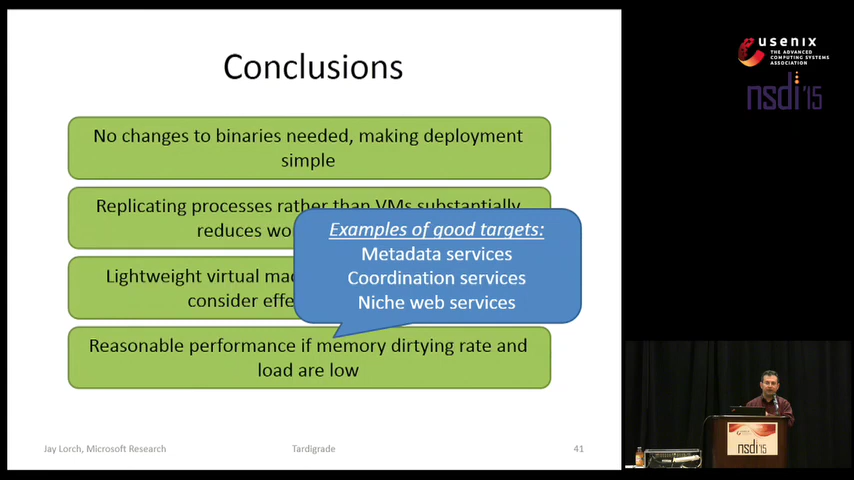 Conclusions
No changes to binaries needed, making deployment
simple
Replicating processes rather than VMs substantially
reduces wo
Examples of good targets:
Metadata services
Coordination services
Niche web services
Lightweight virtual mac
consider effe
Reasonable performance if memory dirtying rate and
load are low
Jay Lorch, Microsoft Research
Tardigrade
41
usenix
THE ADVANCED
COMPUTING SYSTEMS
ASSOCIATION
nsdi'15
nsdi'15